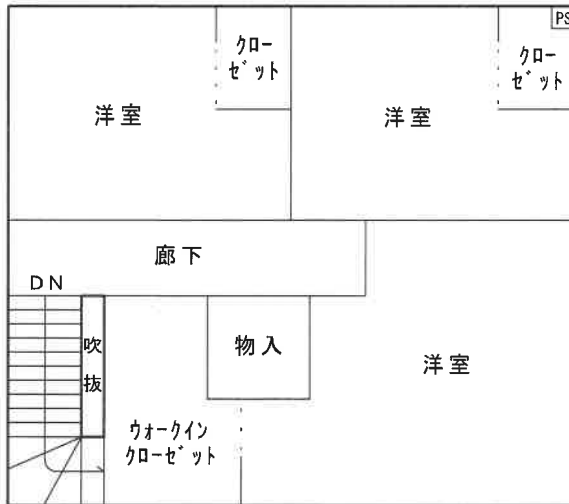 PS
クロー
ゼット
クロー
ゼット
洋室
洋室
廊下
DN
吹
抜
物入
洋室
ウォークイン
クローゼット